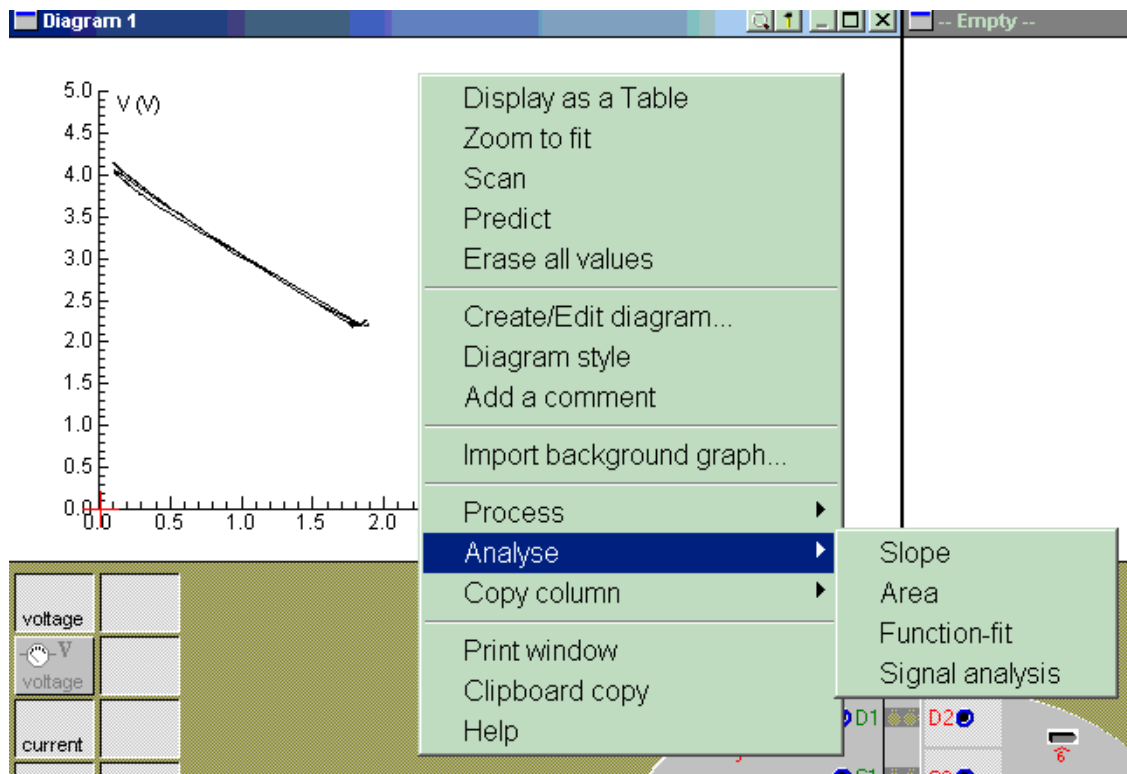 Diagram 1
-- Empty --
V (V)
5.0
4.5
4.0
3.5
3.0
2.5
2.0
1.5
1.0
0.5
0.0
0.0 0.5 1.0 1.5 2.0
Display as a Table
Zoom to fit
Scan
Predict
Erase all values
Create/Edit diagram...
Diagram style
Add a comment
Import background graph...
Process
Analyse
Copy column
Print window
Clipboard copy
Help
Slope
Area
Function-fit
Signal analysis
voltage
V
voltage
current
D1
D2
6